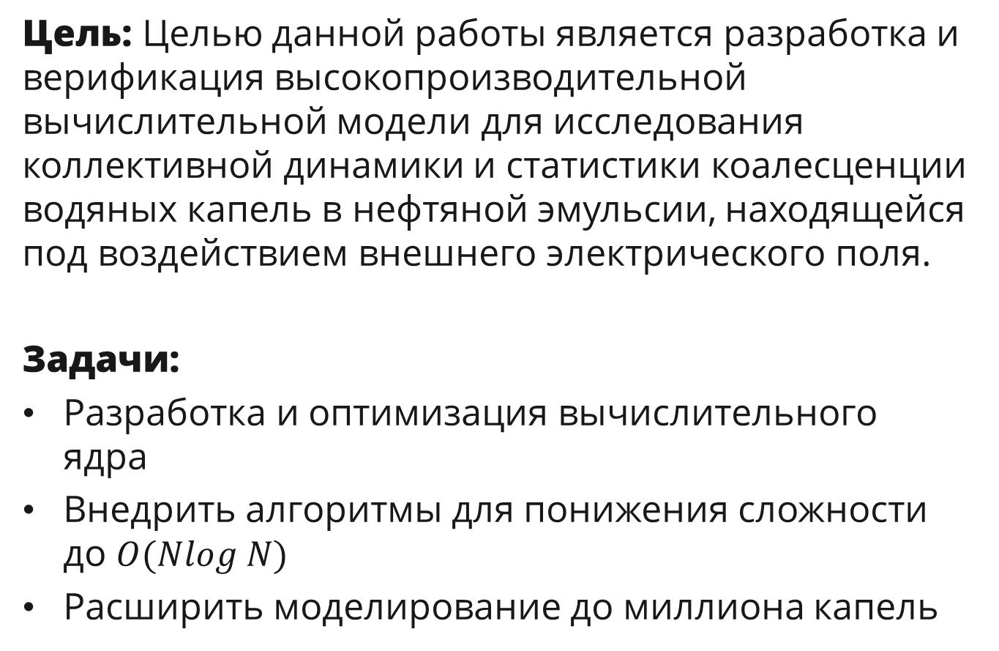 Цель: Целью данной работы является разработка и
верификация высокопроизводительной
вычислительной модели для исследования
коллективной динамики и статистики коалесценции
водяных капель в нефтяной эмульсии, находящейся
под воздействием внешнего электрического поля.
Задачи:
• Разработка и оптимизация вычислительного
ядра
• Внедрить алгоритмы для понижения сложности
до O(Nlog N)
• Расширить моделирование до миллиона капель